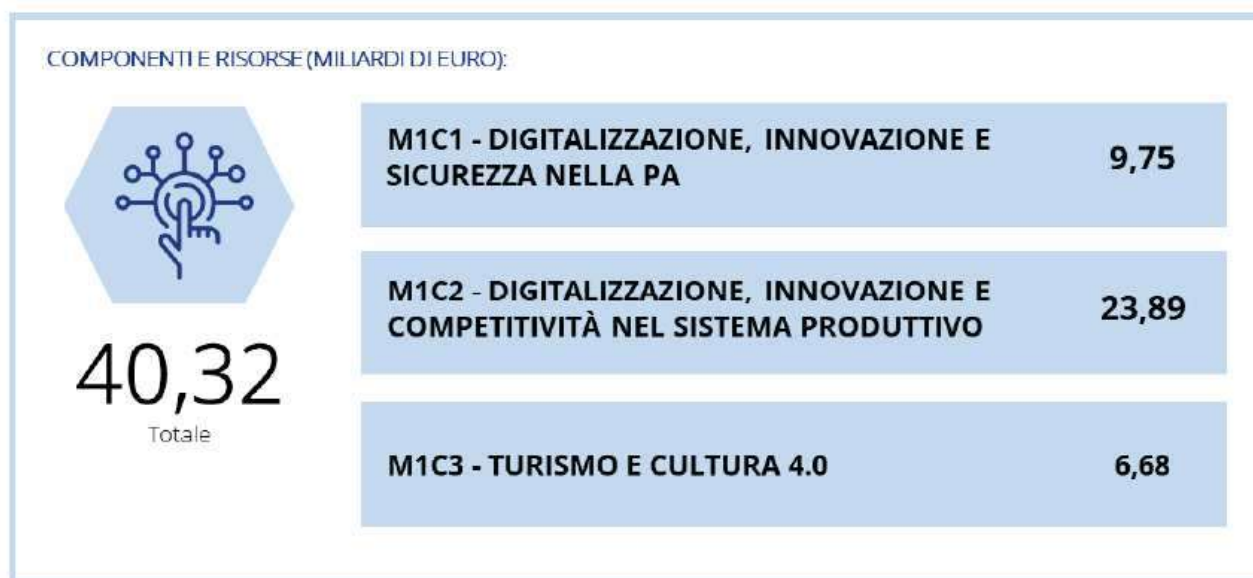 COMPONENTI E RISORSE (MILIARDI DI EURO):
M1C1 - DIGITALIZZAZIONE, INNOVAZIONE E
SICUREZZA NELLA PA
9,75
M1C2 - DIGITALIZZAZIONE, INNOVAZIONE E
COMPETITIVITÀ NEL SISTEMA PRODUTTIVO
23,89
40,32
Totale
M1C3 - TURISMO E CULTURA 4.0
6,68